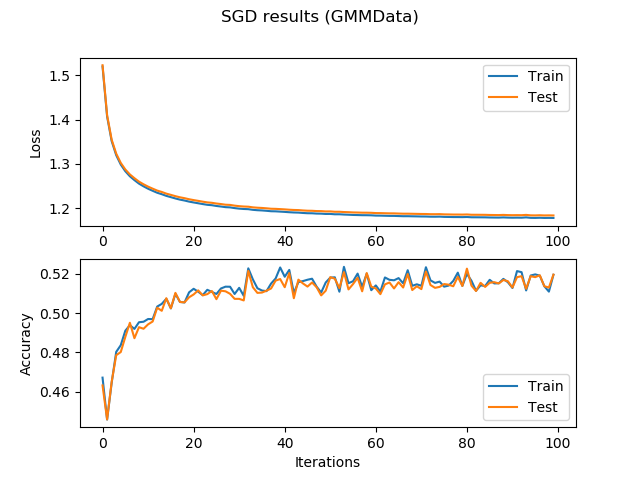 SGD results (GMMData)
1.5
1.4
1.3
1.2
Loss
Train
Test
0 20 40 60 80 100
0.52
0.50
0.48
0.46
Accuracy
Train
Test
0 20 40 60 80 100
Iterations